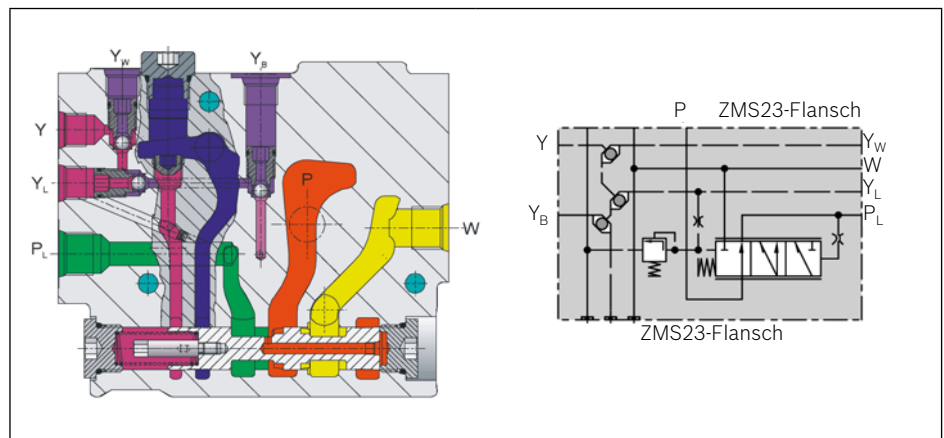 Y_W
Y_B
Y
Y_L
P_L
P
W
P ZMS23-Flansch
Y
Y_W
W
Y_L
Y_B
P_L
ZMS23-Flansch